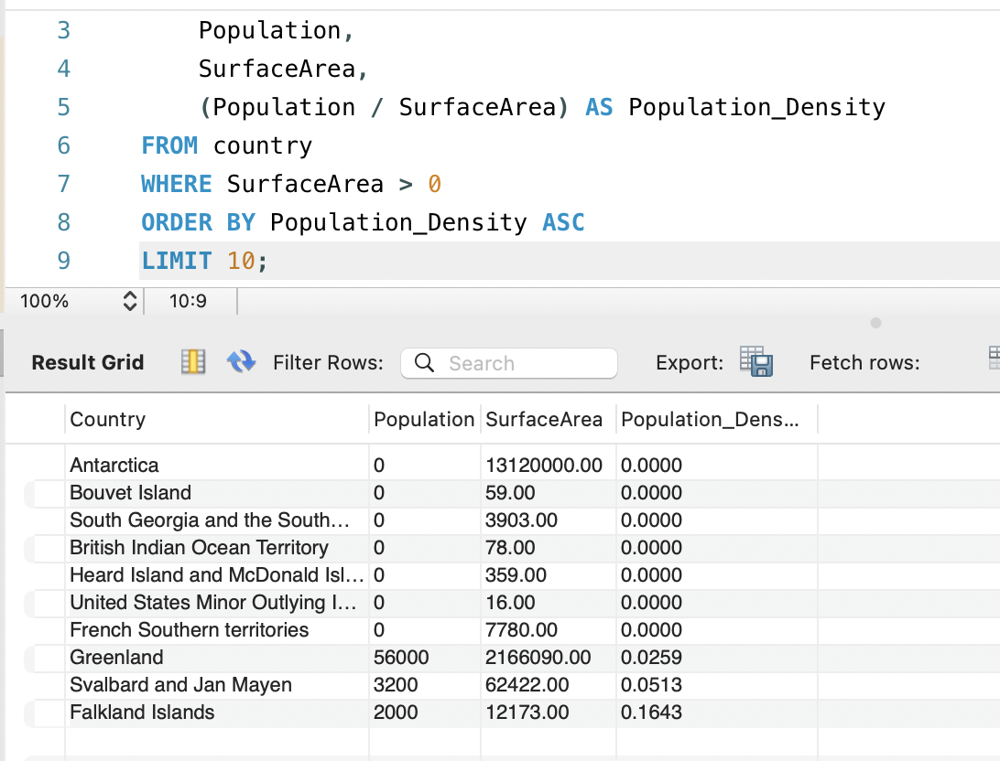 3 Population,
4 SurfaceArea,
5 (Population / SurfaceArea) AS Population_Density
6 FROM country
7 WHERE SurfaceArea > 0
8 ORDER BY Population_Density ASC
9 LIMIT 10;
100% 10:9
Result Grid Filter Rows: Search Export: Fetch rows:
Country Population SurfaceArea Population_Dens...
Antarctica 0 13120000.00 0.0000
Bouvet Island 0 59.00 0.0000
South Georgia and the South... 0 3903.00 0.0000
British Indian Ocean Territory 0 78.00 0.0000
Heard Island and McDonald Isl... 0 359.00 0.0000
United States Minor Outlying I... 0 16.00 0.0000
French Southern territories 0 7780.00 0.0000
Greenland 56000 2166090.00 0.0259
Svalbard and Jan Mayen 3200 62422.00 0.0513
Falkland Islands 2000 12173.00 0.1643